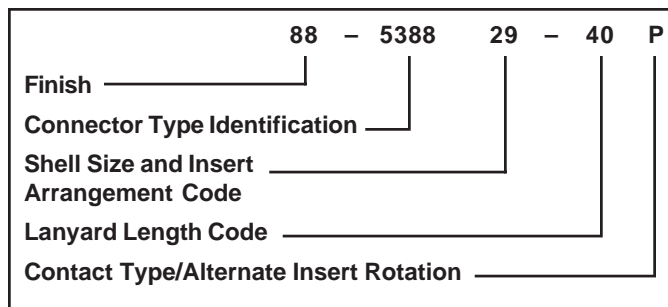 88 – 5388 29 – 40 P
Finish
Connector Type Identification
Shell Size and Insert
Arrangement Code
Lanyard Length Code
Contact Type/Alternate Insert Rotation